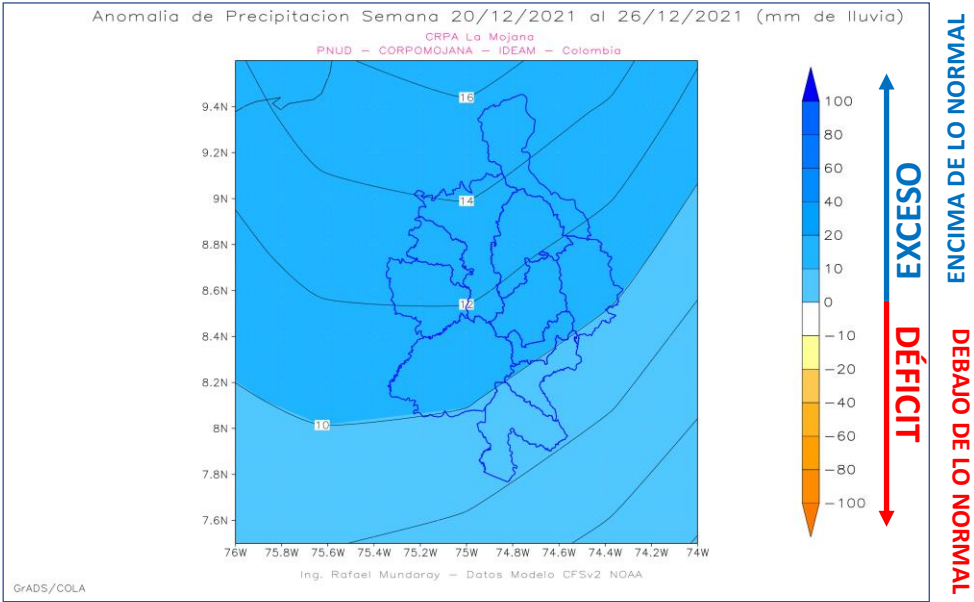 Anomalia de Precipitacion Semana 20/12/2021 al 26/12/2021 (mm de lluvia)
CRPA La Mojana
PNUD – CORPOMOJANA – IDEAM – Colombia
9.4N
9.2N
9N
8.8N
8.6N
8.4N
8.2N
8N
7.8N
7.6N
16
14
12
10
76W 75.8W 75.6W 75.4W 75.2W 75W 74.8W 74.6W 74.4W 74.2W 74W
100
80
60
40
20
10
0
−10
−20
−40
−60
−80
−100
EXCESO
DÉFICIT
ENCIMA DE LO NORMAL
DEBAJO DE LO NORMAL
Ing. Rafael Mundaray – Datos Modelo CFSv2 NOAA
GrADS/COLA